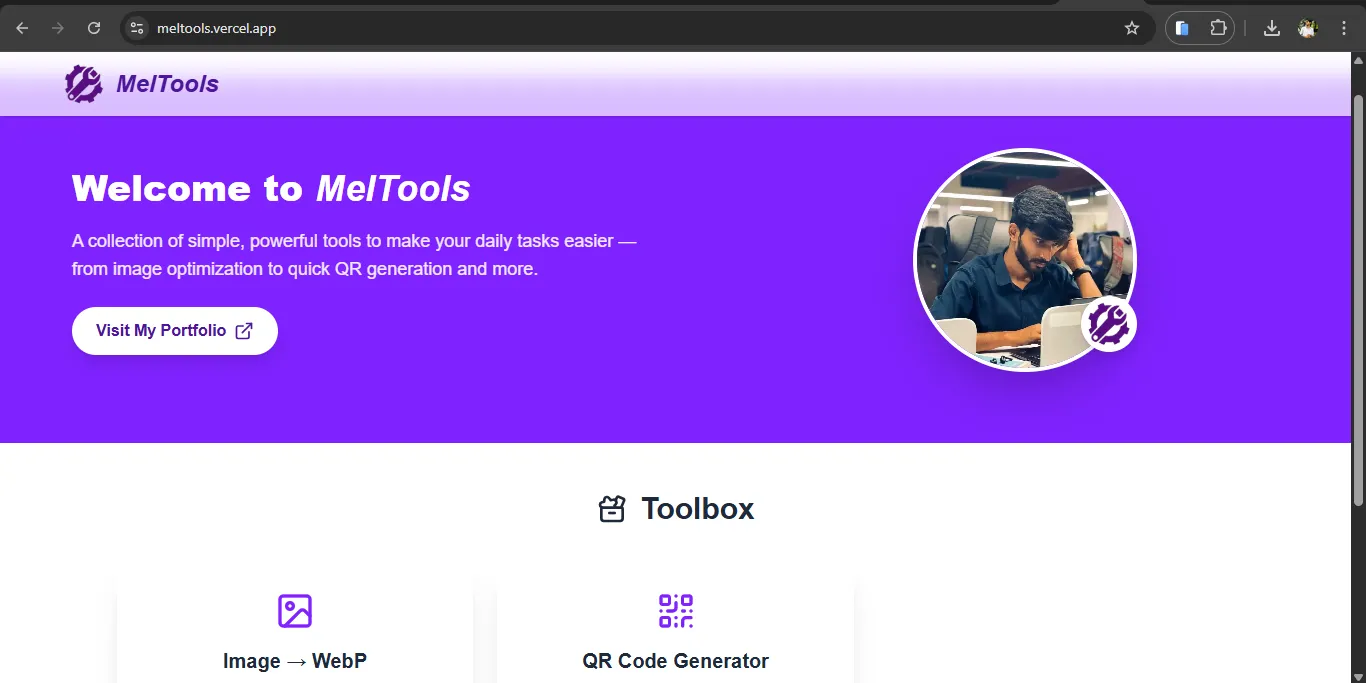 meltools.vercel.app
MelTools
Welcome to MelTools
A collection of simple, powerful tools to make your daily tasks easier —
from image optimization to quick QR generation and more.
Visit My Portfolio
Toolbox
Image → WebP
QR Code Generator